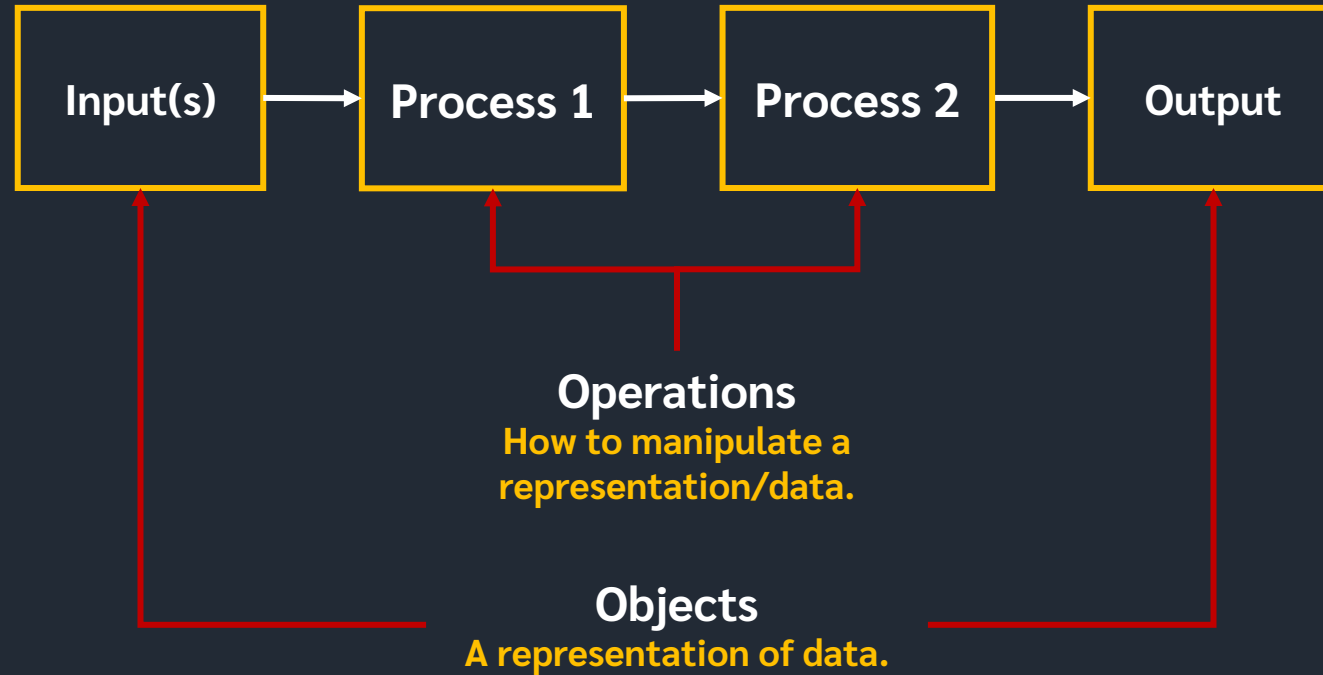 Input(s)
Process 1
Process 2
Output
Operations
How to manipulate a
representation/data.
Objects
A representation of data.